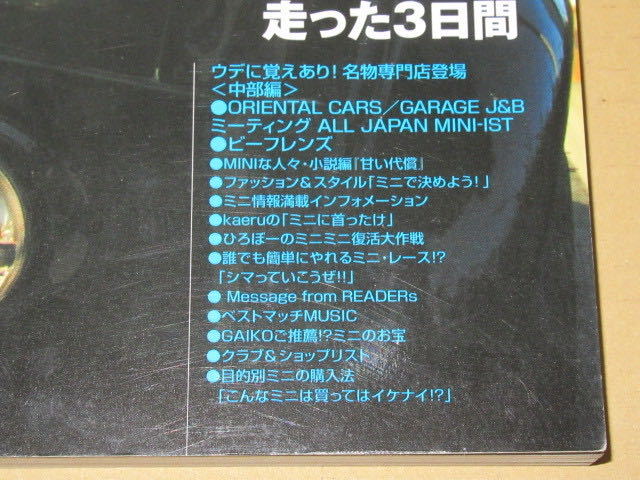 走った3日間
ウデに覚えあり!名物専門店登場
<中部編>
●ORIENTAL CARS／GARAGE J&B
ミーティング ALL JAPAN MINI-IST
●ビーフレンズ
●MINIな人々・小説編『甘い代償』
●ファッション&スタイル「ミニで決めよう!」
●ミニ情報満載インフォメーション
●kaeruの「ミニに首ったけ」
●ひろぼーのミニミニ復活大作戦
●誰でも簡単にやれるミニ・レース!?
「シマっていこうぜ!!」
● Message from READERs
●ベストマッチMUSIC
●GAIKOご推薦!?ミニのお宝
●クラブ&ショップリスト
●目的別ミニの購入法
「こんなミニは買ってはイケナイ!?」